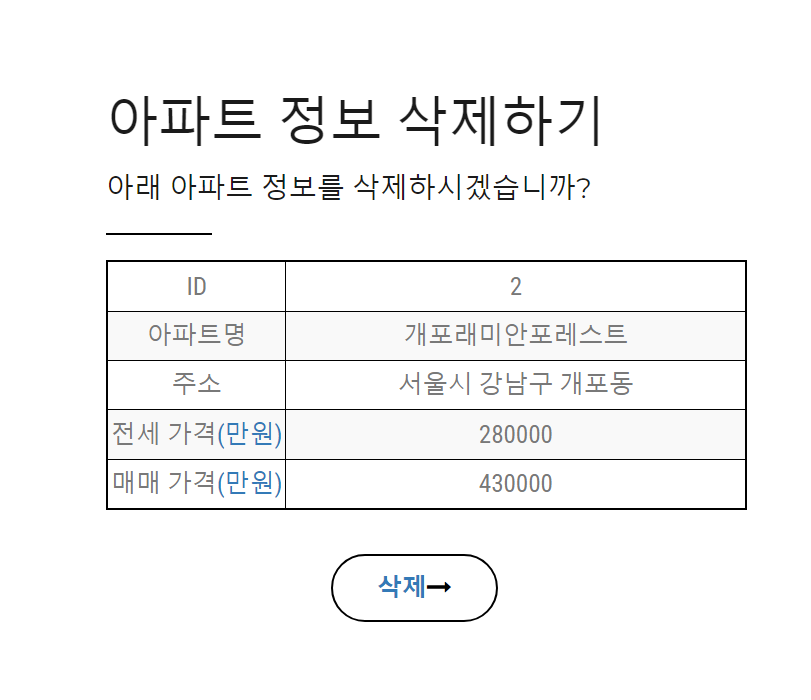 아파트 정보 삭제하기
아래 아파트 정보를 삭제하시겠습니까?
ID 2
아파트명 개포래미안포레스트
주소 서울시 강남구 개포동
전세 가격(만원) 280000
매매 가격(만원) 430000
삭제→